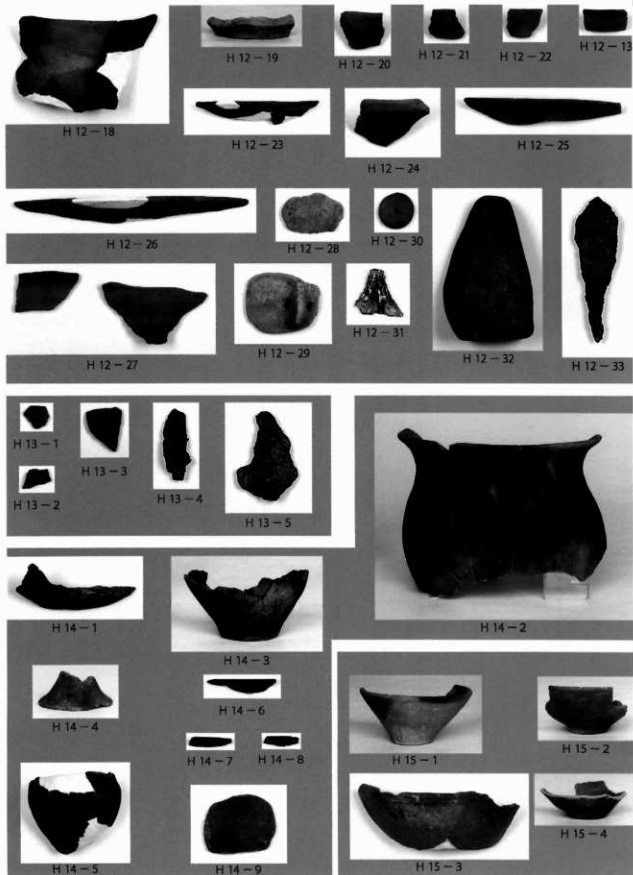 H 12－18
H 12－19
H 12－20
H 12－21
H 12－22
H 12－13
H 12－23
H 12－24
H 12－25
H 12－26
H 12－28
H 12－30
H 12－27
H 12－29
H 12－31
H 12－32
H 12－33
H 13－1
H 13－2
H 13－3
H 13－4
H 13－5
H 14－1
H 14－3
H 14－2
H 14－4
H 14－6
H 14－7
H 14－8
H 14－5
H 14－9
H 15－1
H 15－2
H 15－3
H 15－4